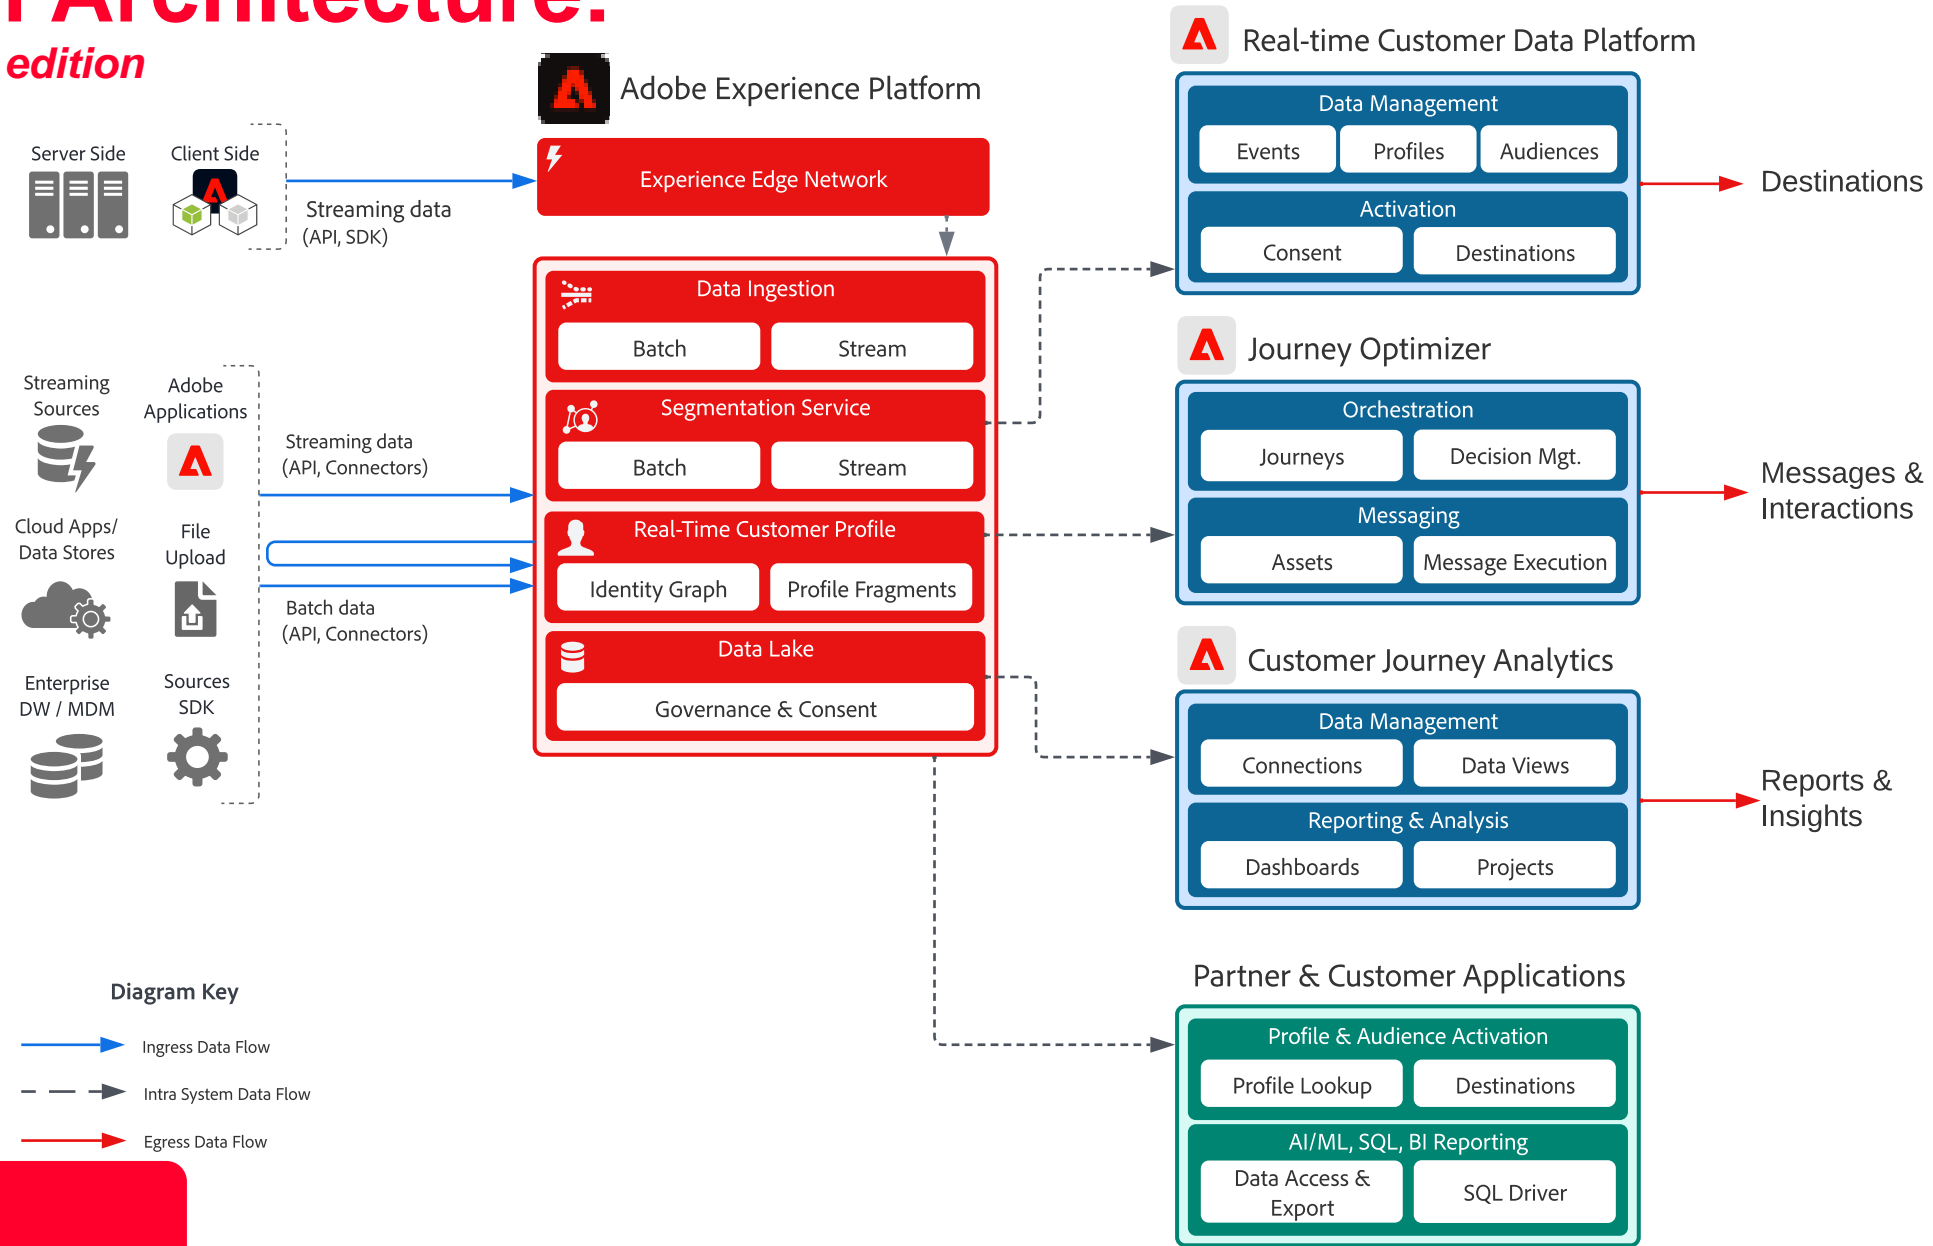 Architecture:
edition
Adobe Experience Platform
Server Side
Client Side
Streaming data
(API, SDK)
Experience Edge Network
Data Ingestion
Batch
Stream
Segmentation Service
Batch
Stream
Real-Time Customer Profile
Identity Graph
Profile Fragments
Data Lake
Governance & Consent
Streaming
Sources
Adobe
Applications
Cloud Apps/
Data Stores
File
Upload
Enterprise
DW / MDM
Sources
SDK
Streaming data
(API, Connectors)
Batch data
(API, Connectors)
Real-time Customer Data Platform
Data Management
Events
Profiles
Audiences
Activation
Consent
Destinations
Destinations
Journey Optimizer
Orchestration
Journeys
Decision Mgt.
Messaging
Assets
Message Execution
Messages &
Interactions
Customer Journey Analytics
Data Management
Connections
Data Views
Reporting & Analysis
Dashboards
Projects
Reports &
Insights
Partner & Customer Applications
Profile & Audience Activation
Profile Lookup
Destinations
AI/ML, SQL, BI Reporting
Data Access &
Export
SQL Driver
Diagram Key
Ingress Data Flow
Intra System Data Flow
Egress Data Flow